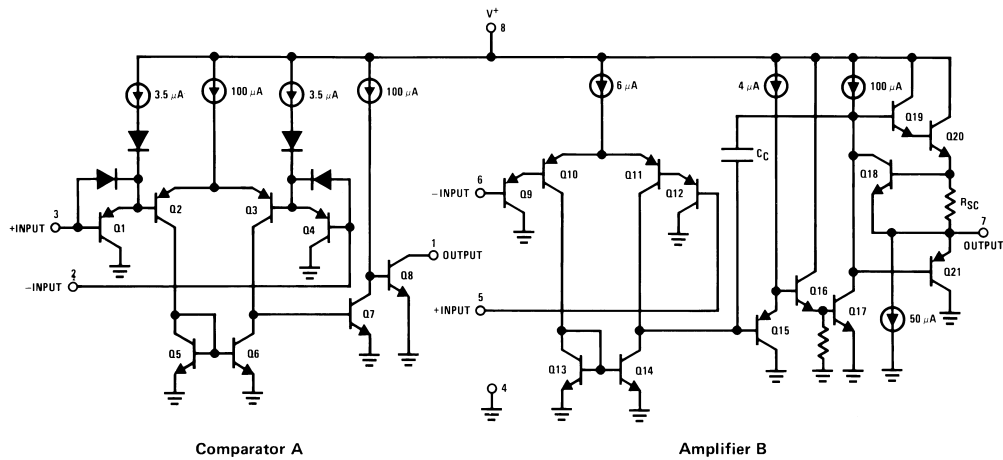 V+
8
3.5 μA
100 μA
3.5 μA
100 μA
6 μA
4 μA
100 μA
Q19
Q20
CC
Q18
Q2
Q3
Q10
Q11
6
-INPUT
Q9
Q12
RSC
3
+INPUT
Q1
Q4
7
OUTPUT
1
OUTPUT
2
-INPUT
Q8
Q21
5
+INPUT
Q16
Q7
Q15
Q17
50 μA
Q5
Q6
Q13
Q14
4
Comparator A
Amplifier B